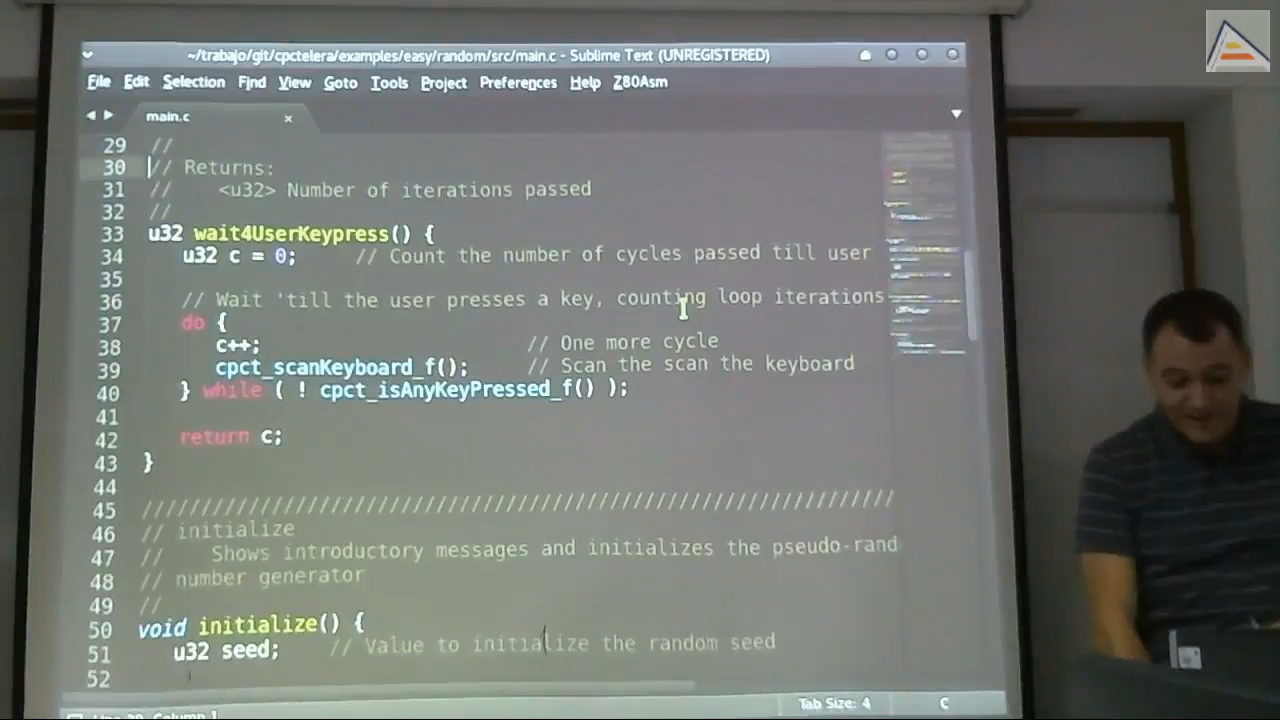 ~/trabajo/git/cpctelera/examples/easy/random/src/main.c - Sublime Text (UNREGISTERED)
File Edit Selection Find View Goto Tools Project Preferences Help Z80Asm
main.c ×
29 //
30 // Returns:
31 // <u32> Number of iterations passed
32 //
33 u32 wait4UserKeypress() {
34 u32 c = 0; // Count the number of cycles passed till user
35
36 // Wait 'till the user presses a key, counting loop iterations
37 do {
38 c++; // One more cycle
39 cpct_scanKeyboard_f(); // Scan the scan the keyboard
40 } while ( ! cpct_isAnyKeyPressed_f() );
41
42 return c;
43 }
44
45 //////////////////////////////////////////////////////////////////
46 // initialize
47 // Shows introductory messages and initializes the pseudo-rand
48 // number generator
49 //
50 void initialize() {
51 u32 seed; // Value to initialize the random seed
52
Column 1 Tab Size: 4 C